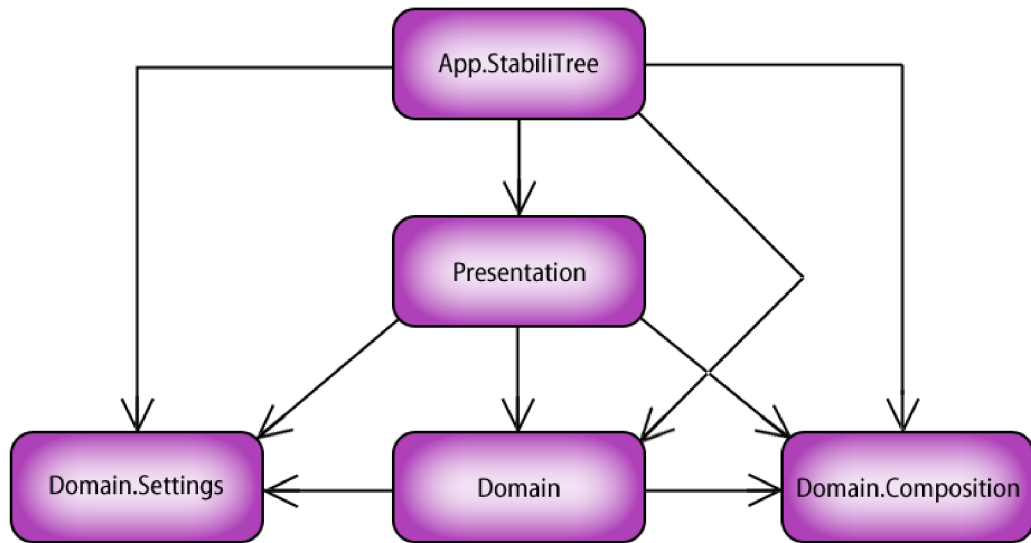 App.StabiliTree
Presentation
Domain.Settings
Domain
Domain.Composition